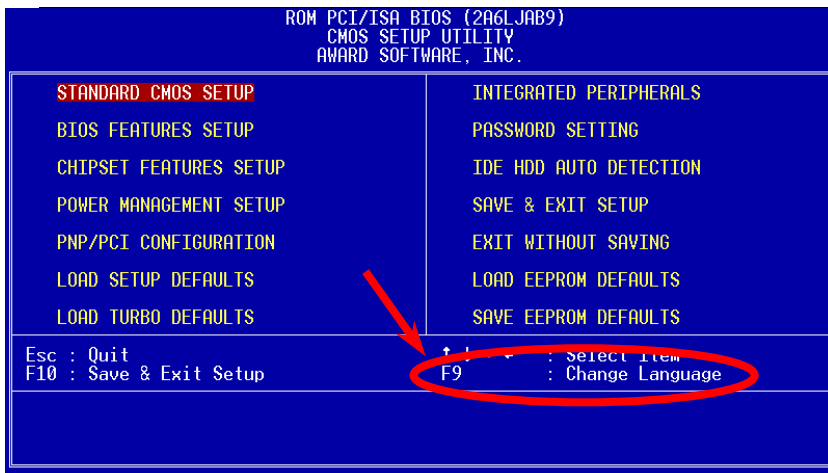 ROM PCI/ISA BIOS (2A6LJAB9)
CMOS SETUP UTILITY
AWARD SOFTWARE, INC.
STANDARD CMOS SETUP
BIOS FEATURES SETUP
CHIPSET FEATURES SETUP
POWER MANAGEMENT SETUP
PNP/PCI CONFIGURATION
LOAD SETUP DEFAULTS
LOAD TURBO DEFAULTS
INTEGRATED PERIPHERALS
PASSWORD SETTING
IDE HDD AUTO DETECTION
SAVE & EXIT SETUP
EXIT WITHOUT SAVING
LOAD EEPROM DEFAULTS
SAVE EEPROM DEFAULTS
Esc : Quit
F10 : Save & Exit Setup
: Select Item
F9 : Change Language